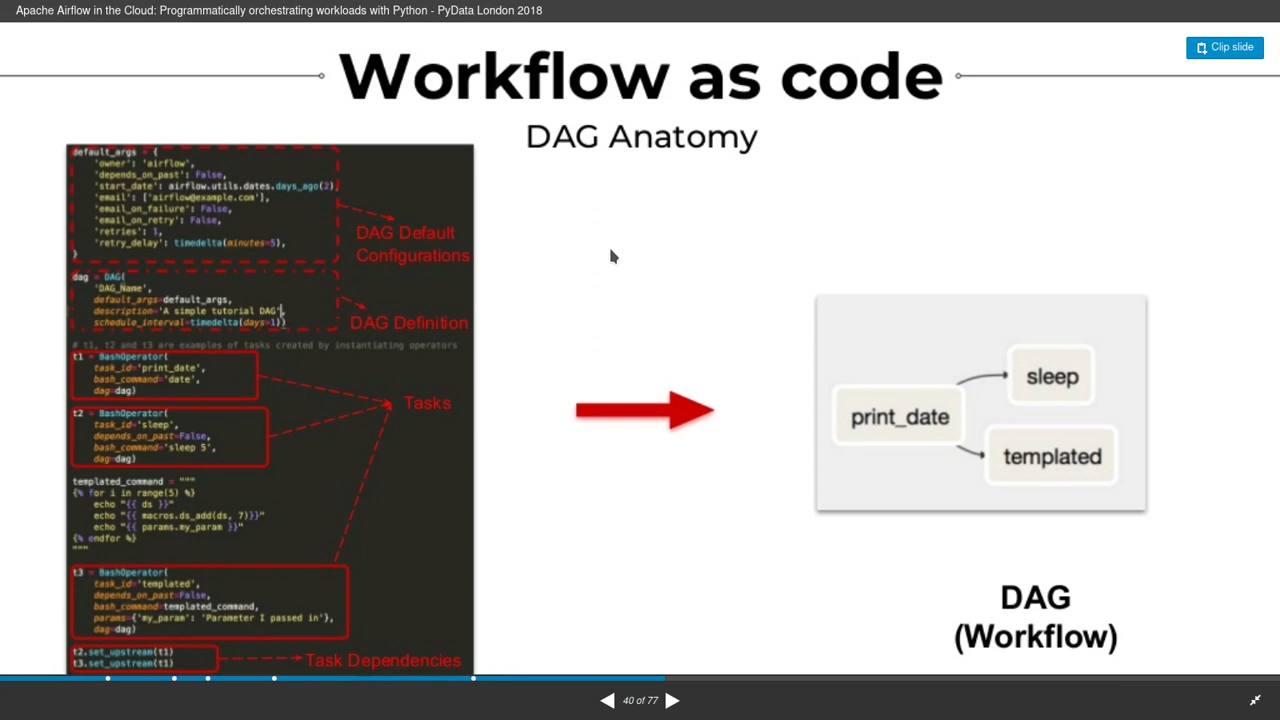 Apache Airflow in the Cloud: Programmatically orchestrating workloads with Python - PyData London 2018
Clip slide
Workflow as code
DAG Anatomy
default_args = {
'owner': 'airflow',
'depends_on_past': False,
'start_date': airflow.utils.dates.days_ago(2),
'email': ['airflow@example.com'],
'email_on_failure': False,
'email_on_retry': False,
'retries': 1,
'retry_delay': timedelta(minutes=5),
}
DAG Default
Configurations
dag = DAG(
'DAG_Name',
default_args=default_args,
description='A simple tutorial DAG',
schedule_interval=timedelta(days=1))
DAG Definition
# t1, t2 and t3 are examples of tasks created by instantiating operators
t1 = BashOperator(
task_id='print_date',
bash_command='date',
dag=dag)
Tasks
t2 = BashOperator(
task_id='sleep',
depends_on_past=False,
bash_command='sleep 5',
dag=dag)
templated_command = """
{% for i in range(5) %}
echo "{{ ds }}"
echo "{{ macros.ds_add(ds, 7)}}"
echo "{{ params.my_param }}"
{% endfor %}
"""
t3 = BashOperator(
task_id='templated',
depends_on_past=False,
bash_command=templated_command,
params={'my_param': 'Parameter I passed in'},
dag=dag)
t2.set_upstream(t1)
t3.set_upstream(t1)
Task Dependencies
print_date
sleep
templated
DAG
(Workflow)
40 of 77